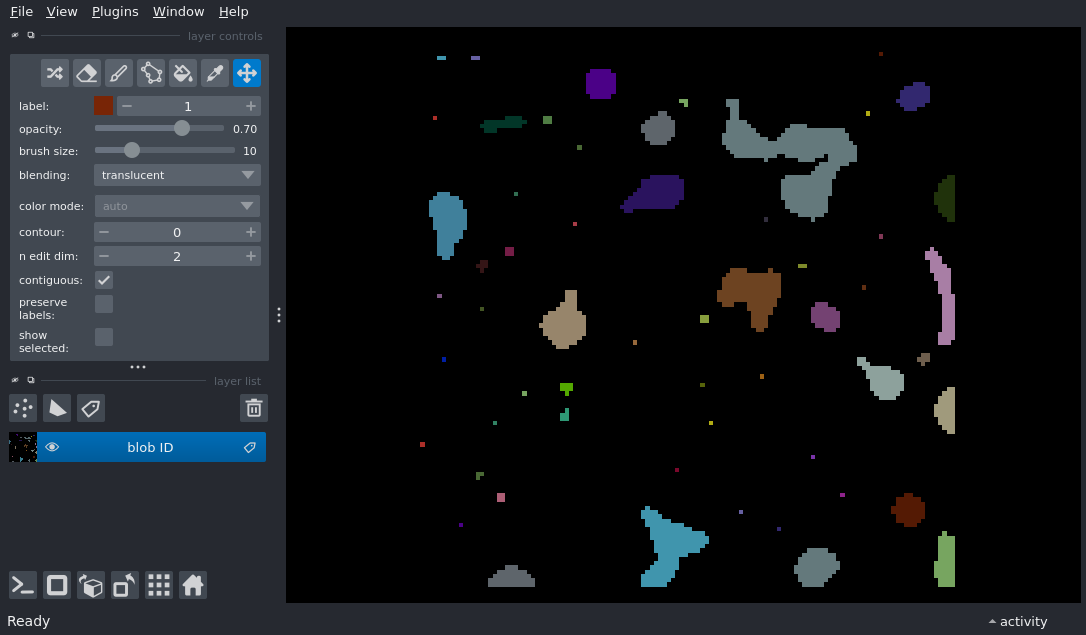 File View Plugins Window Help
layer controls
label: 1
opacity: 0.70
brush size: 10
blending: translucent
color mode: auto
contour: 0
n edit dim: 2
contiguous:
preserve
labels:
show
selected:
layer list
blob ID
Ready
activity